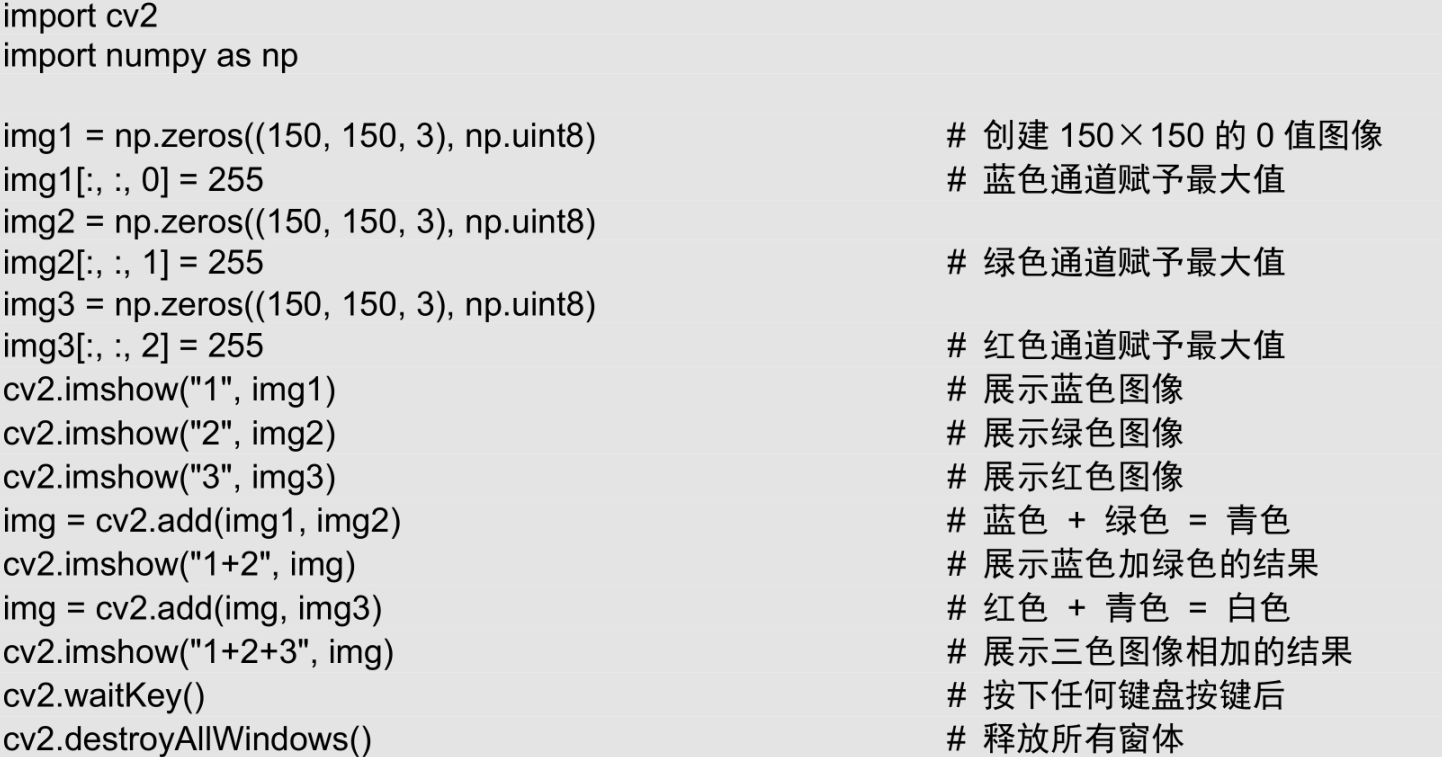 import cv2
import numpy as np
img1 = np.zeros((150, 150, 3), np.uint8) # 创建 150×150 的 0 值图像
img1[:, :, 0] = 255 # 蓝色通道赋予最大值
img2 = np.zeros((150, 150, 3), np.uint8)
img2[:, :, 1] = 255 # 绿色通道赋予最大值
img3 = np.zeros((150, 150, 3), np.uint8)
img3[:, :, 2] = 255 # 红色通道赋予最大值
cv2.imshow("1", img1) # 展示蓝色图像
cv2.imshow("2", img2) # 展示绿色图像
cv2.imshow("3", img3) # 展示红色图像
img = cv2.add(img1, img2) # 蓝色 + 绿色 = 青色
cv2.imshow("1+2", img) # 展示蓝色加绿色的结果
img = cv2.add(img, img3) # 红色 + 青色 = 白色
cv2.imshow("1+2+3", img) # 展示三色图像相加的结果
cv2.waitKey() # 按下任何键盘按键后
cv2.destroyAllWindows() # 释放所有窗体